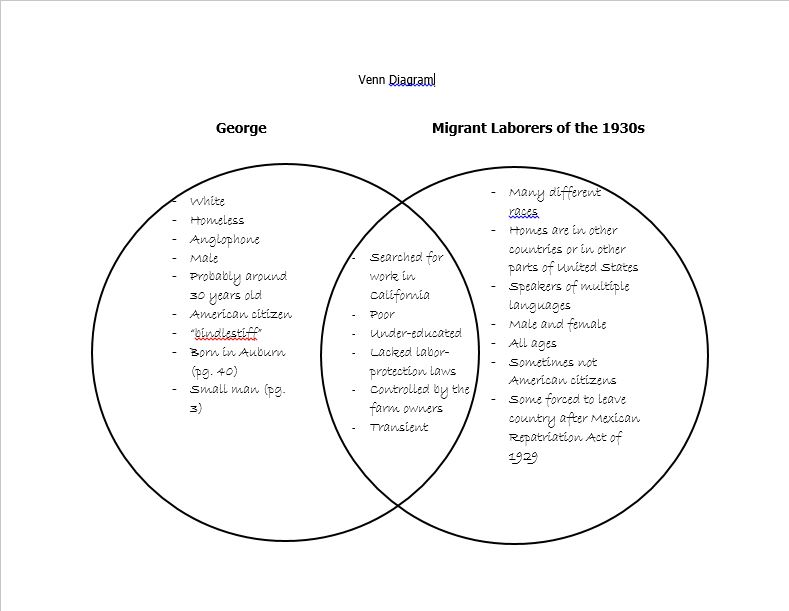 Venn Diagram
George
Migrant Laborers of the 1930s
- White
- Homeless
- Anglophone
- Male
- Probably around
30 years old
- American citizen
- "bindlestiff"
- Born in Auburn
(pg. 40)
- Small man (pg.
3)
- Searched for
work in
California
- Poor
- Under-educated
- Lacked labor-
protection laws
- Controlled by the
farm owners
- Transient
- Many different
races
- Homes are in other
countries or in other
parts of United States
- Speakers of multiple
languages
- Male and female
- All ages
- Sometimes not
American citizens
- Some forced to leave
country after Mexican
Repatriation Act of
1929